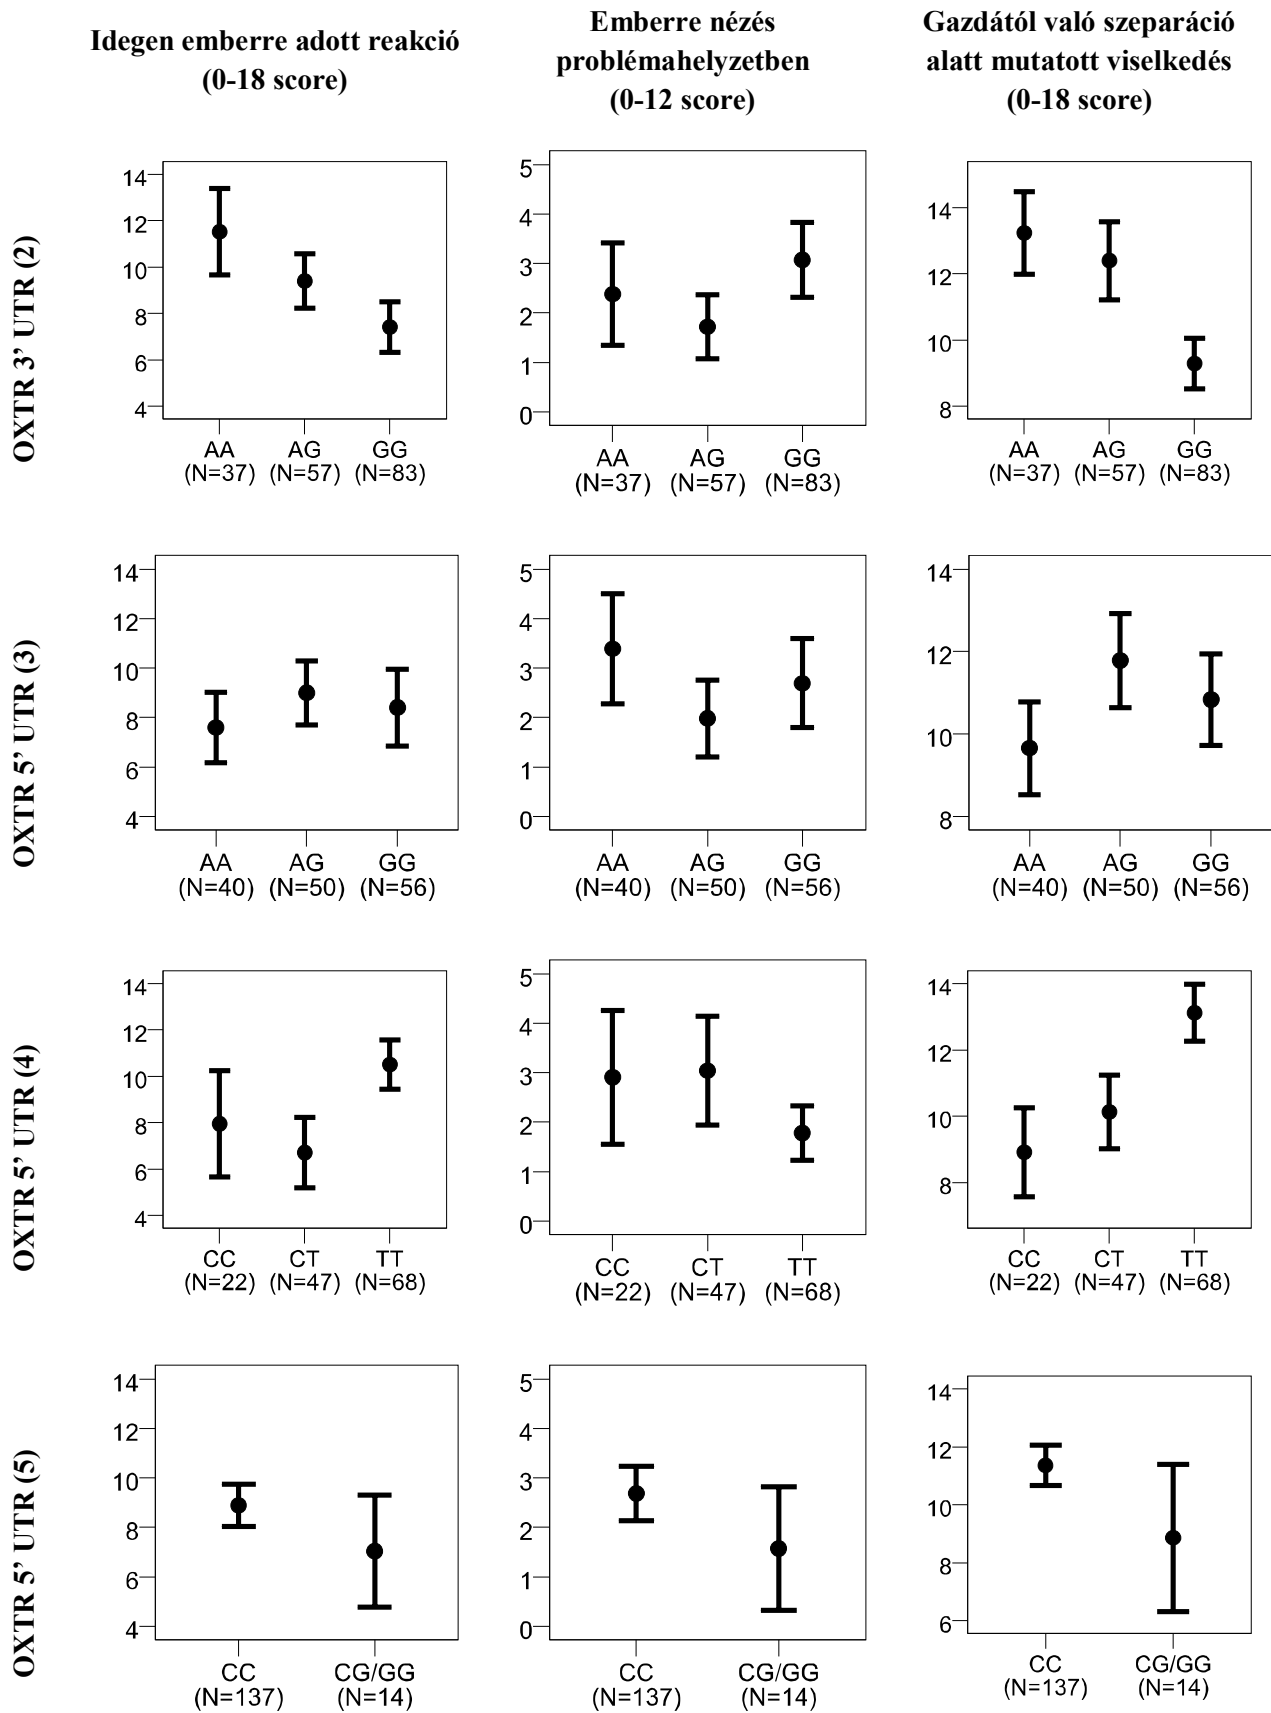 Idegen emberre adott reakció
(0-18 score)
Emberre nézés
problémahelyzetben
(0-12 score)
Gazdától való szeparáció
alatt mutatott viselkedés
(0-18 score)
OXTR 3’ UTR (2)
14
12
10
8
6
4
AA AG GG
(N=37) (N=57) (N=83)
5
4
3
2
1
0
AA AG GG
(N=37) (N=57) (N=83)
14
12
10
8
AA AG GG
(N=37) (N=57) (N=83)
OXTR 5’ UTR (3)
14
12
10
8
6
4
AA AG GG
(N=40) (N=50) (N=56)
5
4
3
2
1
0
AA AG GG
(N=40) (N=50) (N=56)
14
12
10
8
AA AG GG
(N=40) (N=50) (N=56)
OXTR 5’ UTR (4)
14
12
10
8
6
4
CC CT TT
(N=22) (N=47) (N=68)
5
4
3
2
1
0
CC CT TT
(N=22) (N=47) (N=68)
14
12
10
8
CC CT TT
(N=22) (N=47) (N=68)
OXTR 5’ UTR (5)
14
12
10
8
6
4
CC CG/GG
(N=137) (N=14)
5
4
3
2
1
0
CC CG/GG
(N=137) (N=14)
14
12
10
8
6
CC CG/GG
(N=137) (N=14)